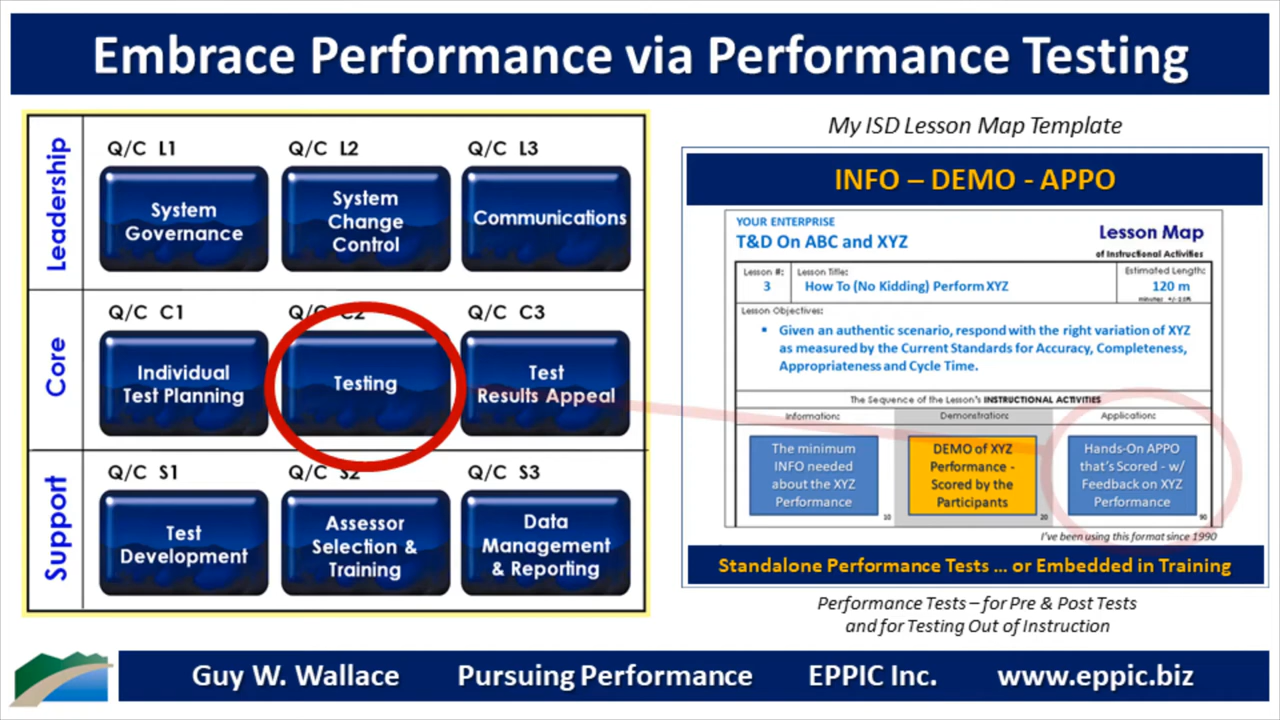 Embrace Performance via Performance Testing
Leadership
Q/C L1
Q/C L2
Q/C L3
System
Governance
System
Change
Control
Communications
Core
Q/C C1
Q/C C2
Q/C C3
Individual
Test Planning
Testing
Test
Results Appeal
Support
Q/C S1
Q/C S2
Q/C S3
Test
Development
Assessor
Selection &
Training
Data
Management
& Reporting
My ISD Lesson Map Template
INFO – DEMO - APPO
YOUR ENTERPRISE
T&D On ABC and XYZ
Lesson Map
of Instructional Activities
Lesson #:
3
Lesson Title:
How To (No Kidding) Perform XYZ
Estimated Length:
120 m
minutes +/- 10%
Lesson Objectives:
▪ Given an authentic scenario, respond with the right variation of XYZ
as measured by the Current Standards for Accuracy, Completeness,
Appropriateness and Cycle Time.
The Sequence of the Lesson's INSTRUCTIONAL ACTIVITIES
Information:
Demonstration:
Application:
The minimum
INFO needed
about the XYZ
Performance
10
DEMO of XYZ
Performance -
Scored by the
Participants
20
Hands-On APPO
that's Scored - w/
Feedback on XYZ
Performance
90
I've been using this format since 1990
Standalone Performance Tests ... or Embedded in Training
Performance Tests – for Pre & Post Tests
and for Testing Out of Instruction
Guy W. Wallace Pursuing Performance EPPIC Inc. www.eppic.biz